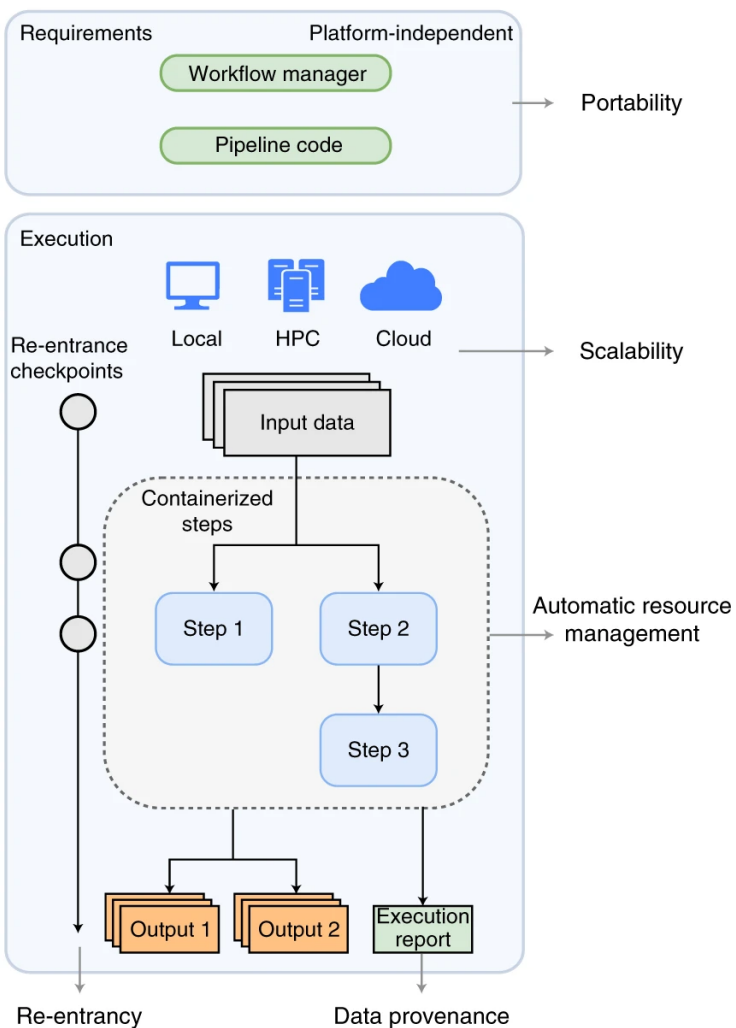 Requirements
Platform-independent
Workflow manager
Pipeline code
Portability
Execution
Local
HPC
Cloud
Scalability
Re-entrance
checkpoints
Input data
Containerized
steps
Step 1
Step 2
Automatic resource
management
Step 3
Output 1
Output 2
Execution
report
Re-entrancy
Data provenance